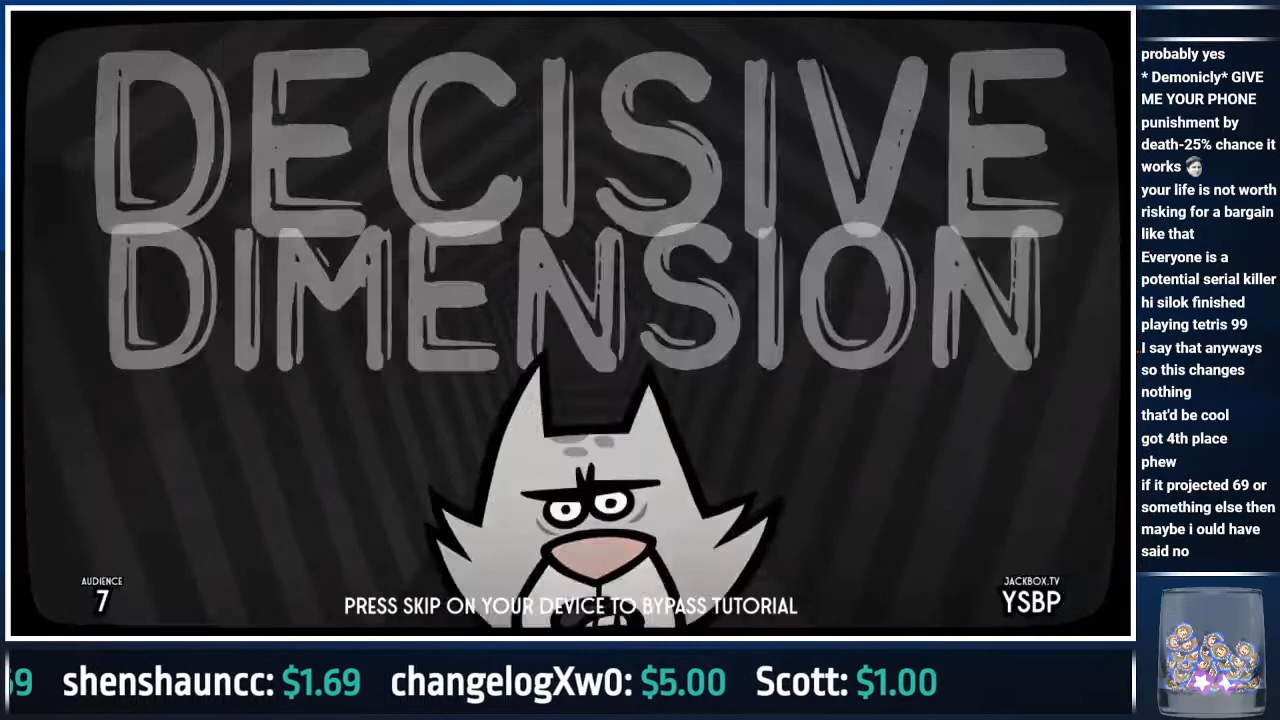 DECISIVE
DIMENSION
AUDIENCE
7
PRESS SKIP ON YOUR DEVICE TO BYPASS TUTORIAL
JACKBOX.TV
YSBP
probably yes
* Demonicly* GIVE
ME YOUR PHONE
punishment by
death-25% chance it
works
your life is not worth
risking for a bargain
like that
Everyone is a
potential serial killer
hi silok finished
playing tetris 99
I say that anyways
so this changes
nothing
that'd be cool
got 4th place
phew
if it projected 69 or
something else then
maybe i ould have
said no
69 shenshauncc: $1.69 changelogXw0: $5.00 Scott: $1.00